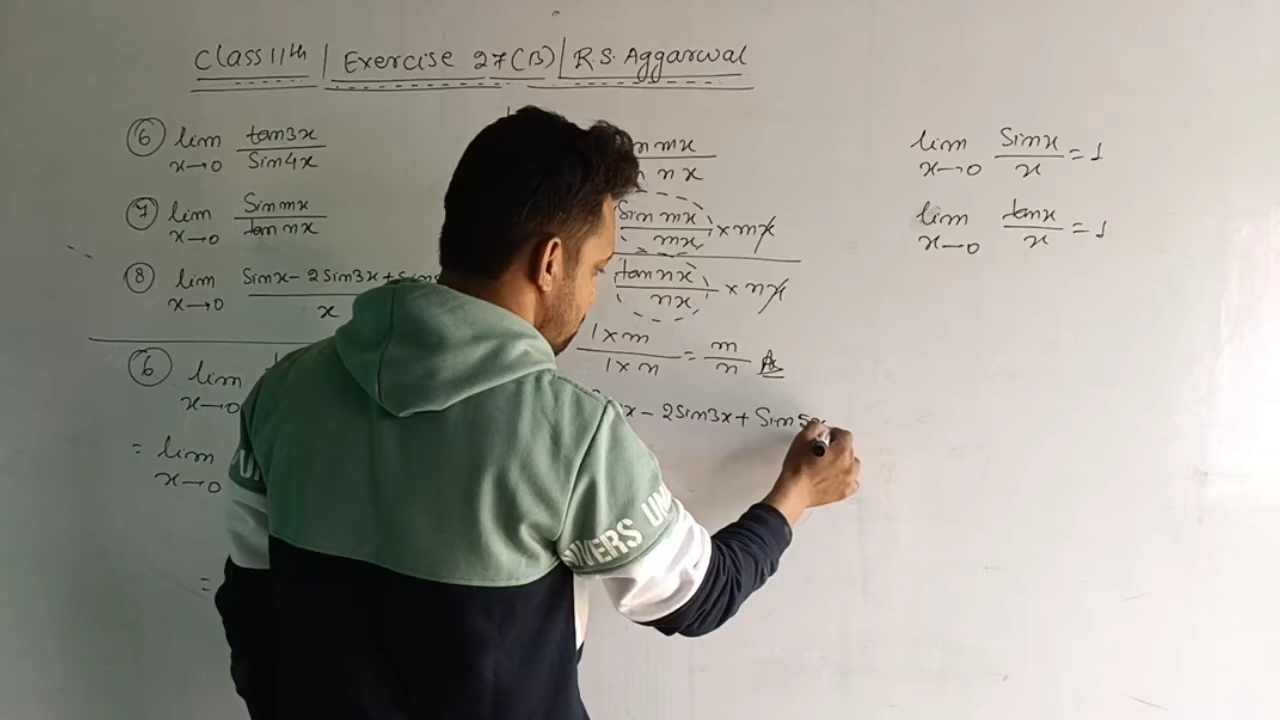 Class 11th | Exercise 27(B) | R.S. Aggarwal
⑥ lim x→0 tan3x / Sin4x
⑦ lim x→0 Sin mx / tan nx
⑧ lim x→0 Sinx - 2Sin3x + / x
⑥ lim x→0
= lim x→0
=
mx / nx
Sin mx / mx × mx
tan nx / nx × nx
1 × m / 1 × n = m / n
x - 2Sin3x + Sin 5x
lim x→0 Sinx / x = 1
lim x→0 tanx / x = 1
UNIVERS